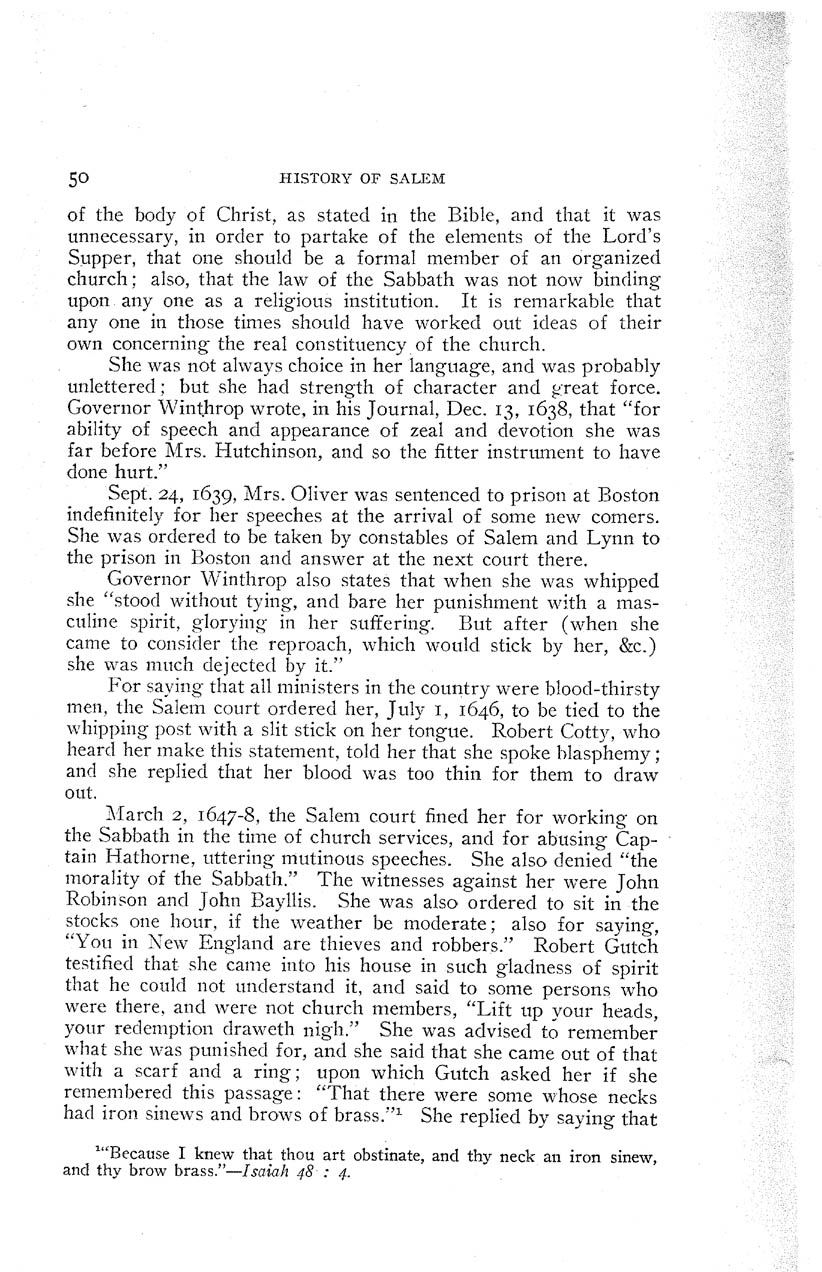 50 HISTORY OF SALEM
of the body of Christ, as stated in the Bible, and that it was
unnecessary, in order to partake of the elements of the Lord's
Supper, that one should be a formal member of an organized
church; also, that the law of the Sabbath was not now binding
upon any one as a religious institution. It is remarkable that
any one in those times should have worked out ideas of their
own concerning the real constituency of the church.
She was not always choice in her language, and was probably
unlettered; but she had strength of character and great force.
Governor Winthrop wrote, in his Journal, Dec. 13, 1638, that “for
ability of speech and appearance of zeal and devotion she was
far before Mrs. Hutchinson, and so the fitter instrument to have
done hurt.”
Sept. 24, 1639, Mrs. Oliver was sentenced to prison at Boston
indefinitely for her speeches at the arrival of some new comers.
She was ordered to be taken by constables of Salem and Lynn to
the prison in Boston and answer at the next court there.
Governor Winthrop also states that when she was whipped
she “stood without tying, and bare her punishment with a mas-
culine spirit, glorying in her suffering. But after (when she
came to consider the reproach, which would stick by her, &c.)
she was much dejected by it.”
For saying that all ministers in the country were blood-thirsty
men, the Salem court ordered her, July 1, 1646, to be tied to the
whipping post with a slit stick on her tongue. Robert Cotty, who
heard her make this statement, told her that she spoke blasphemy;
and she replied that her blood was too thin for them to draw
out.
March 2, 1647-8, the Salem court fined her for working on
the Sabbath in the time of church services, and for abusing Cap-
tain Hathorne, uttering mutinous speeches. She also denied “the
morality of the Sabbath.” The witnesses against her were John
Robinson and John Bayllis. She was also ordered to sit in the
stocks one hour, if the weather be moderate; also for saying,
“You in New England are thieves and robbers.” Robert Gutch
testified that she came into his house in such gladness of spirit
that he could not understand it, and said to some persons who
were there, and were not church members, “Lift up your heads,
your redemption draweth nigh.” She was advised to remember
what she was punished for, and she said that she came out of that
with a scarf and a ring; upon which Gutch asked her if she
remembered this passage: “That there were some whose necks
had iron sinews and brows of brass.”¹ She replied by saying that
¹“Because I knew that thou art obstinate, and thy neck an iron sinew,
and thy brow brass.”—Isaiah 48 : 4.